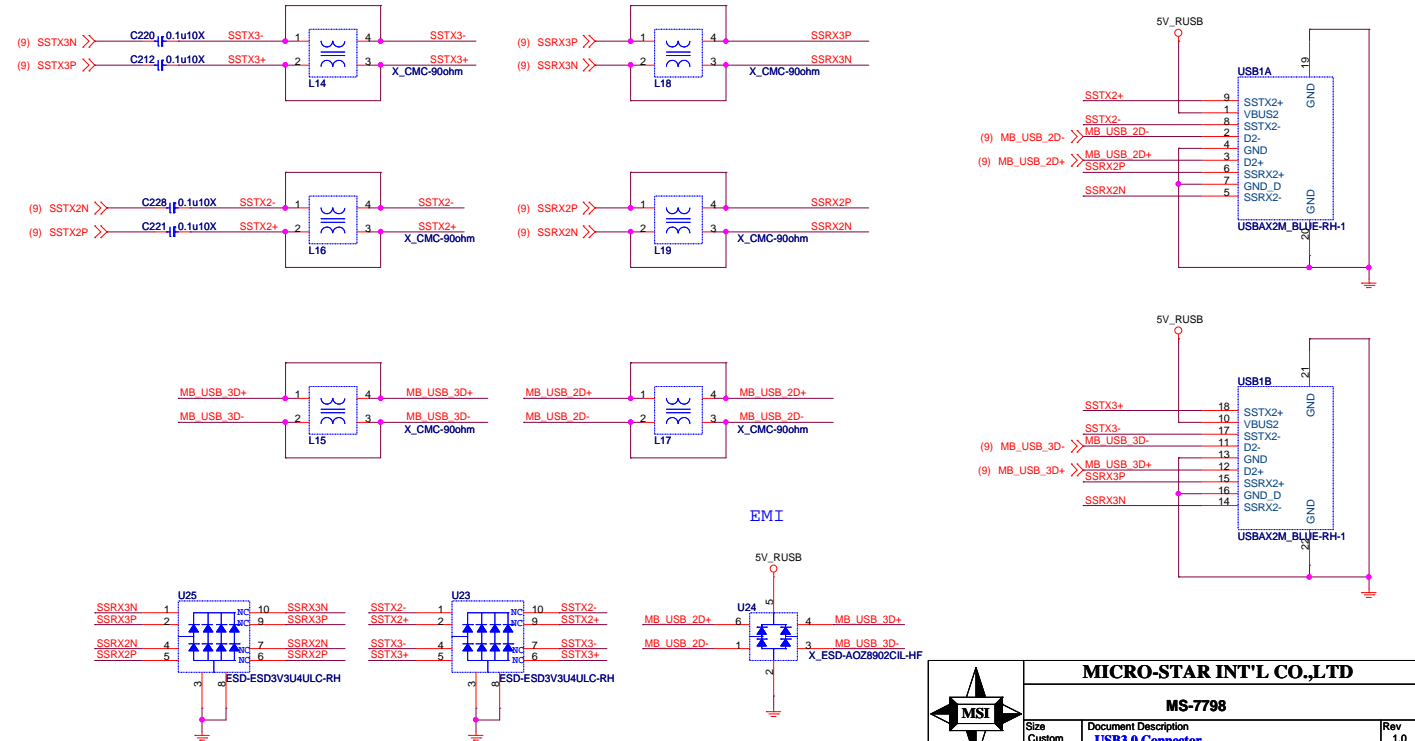 (9) SSTX3N C220 0.1u10X SSTX3- 1 4 SSTX3-
(9) SSTX3P C212 0.1u10X SSTX3+ 2 3 SSTX3+
L14 X_CMC-90ohm
(9) SSRX3P 1 4 SSRX3P
(9) SSRX3N 2 3 SSRX3N
L18 X_CMC-90ohm
(9) SSTX2N C228 0.1u10X SSTX2- 1 4 SSTX2-
(9) SSTX2P C221 0.1u10X SSTX2+ 2 3 SSTX2+
L16 X_CMC-90ohm
(9) SSRX2P 1 4 SSRX2P
(9) SSRX2N 2 3 SSRX2N
L19 X_CMC-90ohm
MB_USB_3D+ 1 4 MB_USB_3D+
MB_USB_3D- 2 3 MB_USB_3D-
L15 X_CMC-90ohm
MB_USB_2D+ 1 4 MB_USB_2D+
MB_USB_2D- 2 3 MB_USB_2D-
L17 X_CMC-90ohm
5V_RUSB
USB1A
19 GND
SSTX2+ 9 SSTX2+
1 VBUS2
SSTX2- 8 SSTX2-
(9) MB_USB_2D- MB_USB_2D- 2 D2-
4 GND
(9) MB_USB_2D+ MB_USB_2D+ 3 D2+
SSRX2P 6 SSRX2+
7 GND_D
SSRX2N 5 SSRX2-
GND 20
USBAX2M_BLUE-RH-1
5V_RUSB
USB1B
21 GND
SSTX3+ 18 SSTX2+
10 VBUS2
SSTX3- 17 SSTX2-
(9) MB_USB_3D- MB_USB_3D- 11 D2-
13 GND
(9) MB_USB_3D+ MB_USB_3D+ 12 D2+
SSRX3P 15 SSRX2+
16 GND_D
SSRX3N 14 SSRX2-
GND 22
USBAX2M_BLUE-RH-1
EMI
U25
SSRX3N 1 NC 10 SSRX3N
SSRX3P 2 NC 9 SSRX3P
SSRX2N 4 NC 7 SSRX2N
SSRX2P 5 NC 6 SSRX2P
3 8 ESD-ESD3V3U4ULC-RH
U23
SSTX2- 1 NC 10 SSTX2-
SSTX2+ 2 NC 9 SSTX2+
SSTX3- 4 NC 7 SSTX3-
SSTX3+ 5 NC 6 SSTX3+
3 8 ESD-ESD3V3U4ULC-RH
5V_RUSB
U24 5
MB_USB_2D+ 6 4 MB_USB_3D+
MB_USB_2D- 1 3 MB_USB_3D-
2 X_ESD-AOZ8902CIL-HF
MSI
MICRO-STAR INT'L CO.,LTD
MS-7798
Size Document Description Rev
Custom USB3.0 Connector 1.0